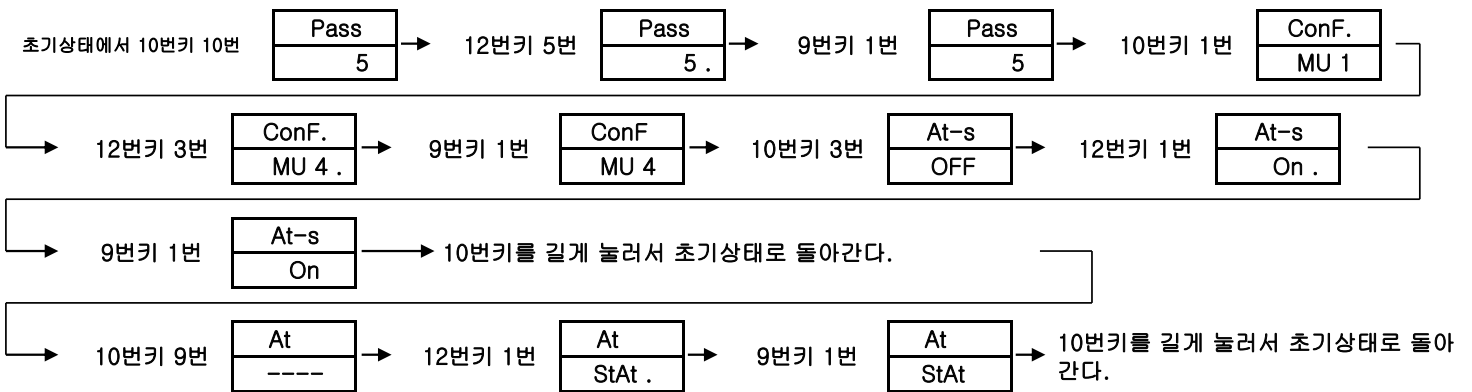 초기상태에서 10번키 10번
Pass
5
12번키 5번
Pass
5 .
9번키 1번
Pass
5
10번키 1번
ConF.
MU 1
12번키 3번
ConF.
MU 4 .
9번키 1번
ConF
MU 4
10번키 3번
At-s
OFF
12번키 1번
At-s
On .
9번키 1번
At-s
On
10번키를 길게 눌러서 초기상태로 돌아간다.
10번키 9번
At
----
12번키 1번
At
StAt .
9번키 1번
At
StAt
10번키를 길게 눌러서 초기상태로 돌아
간다.